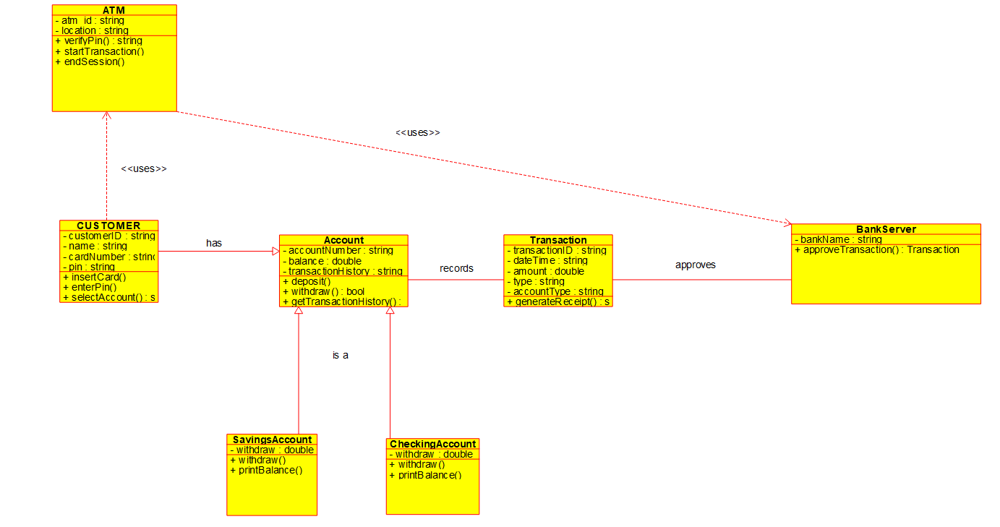 ATM
- atm_id : string
- location : string
+ verifyPin() : string
+ startTransaction()
+ endSession()
<<uses>>
<<uses>>
CUSTOMER
- customerID : string
- name : string
- cardNumber : string
- pin : string
+ insertCard()
+ enterPin()
+ selectAccount() : s
has
Account
- accountNumber : string
- balance : double
- transactionHistory : string
+ deposit()
+ withdraw() : bool
+ getTransactionHistory() :
records
Transaction
- transactionID : string
- dateTime : string
- amount : double
- type : string
- accountType : string
+ generateReceipt() : s
approves
BankServer
- bankName : string
+ approveTransaction() : Transaction
is a
SavingsAccount
- withdraw : double
+ withdraw()
+ printBalance()
CheckingAccount
- withdraw : double
+ withdraw()
+ printBalance()